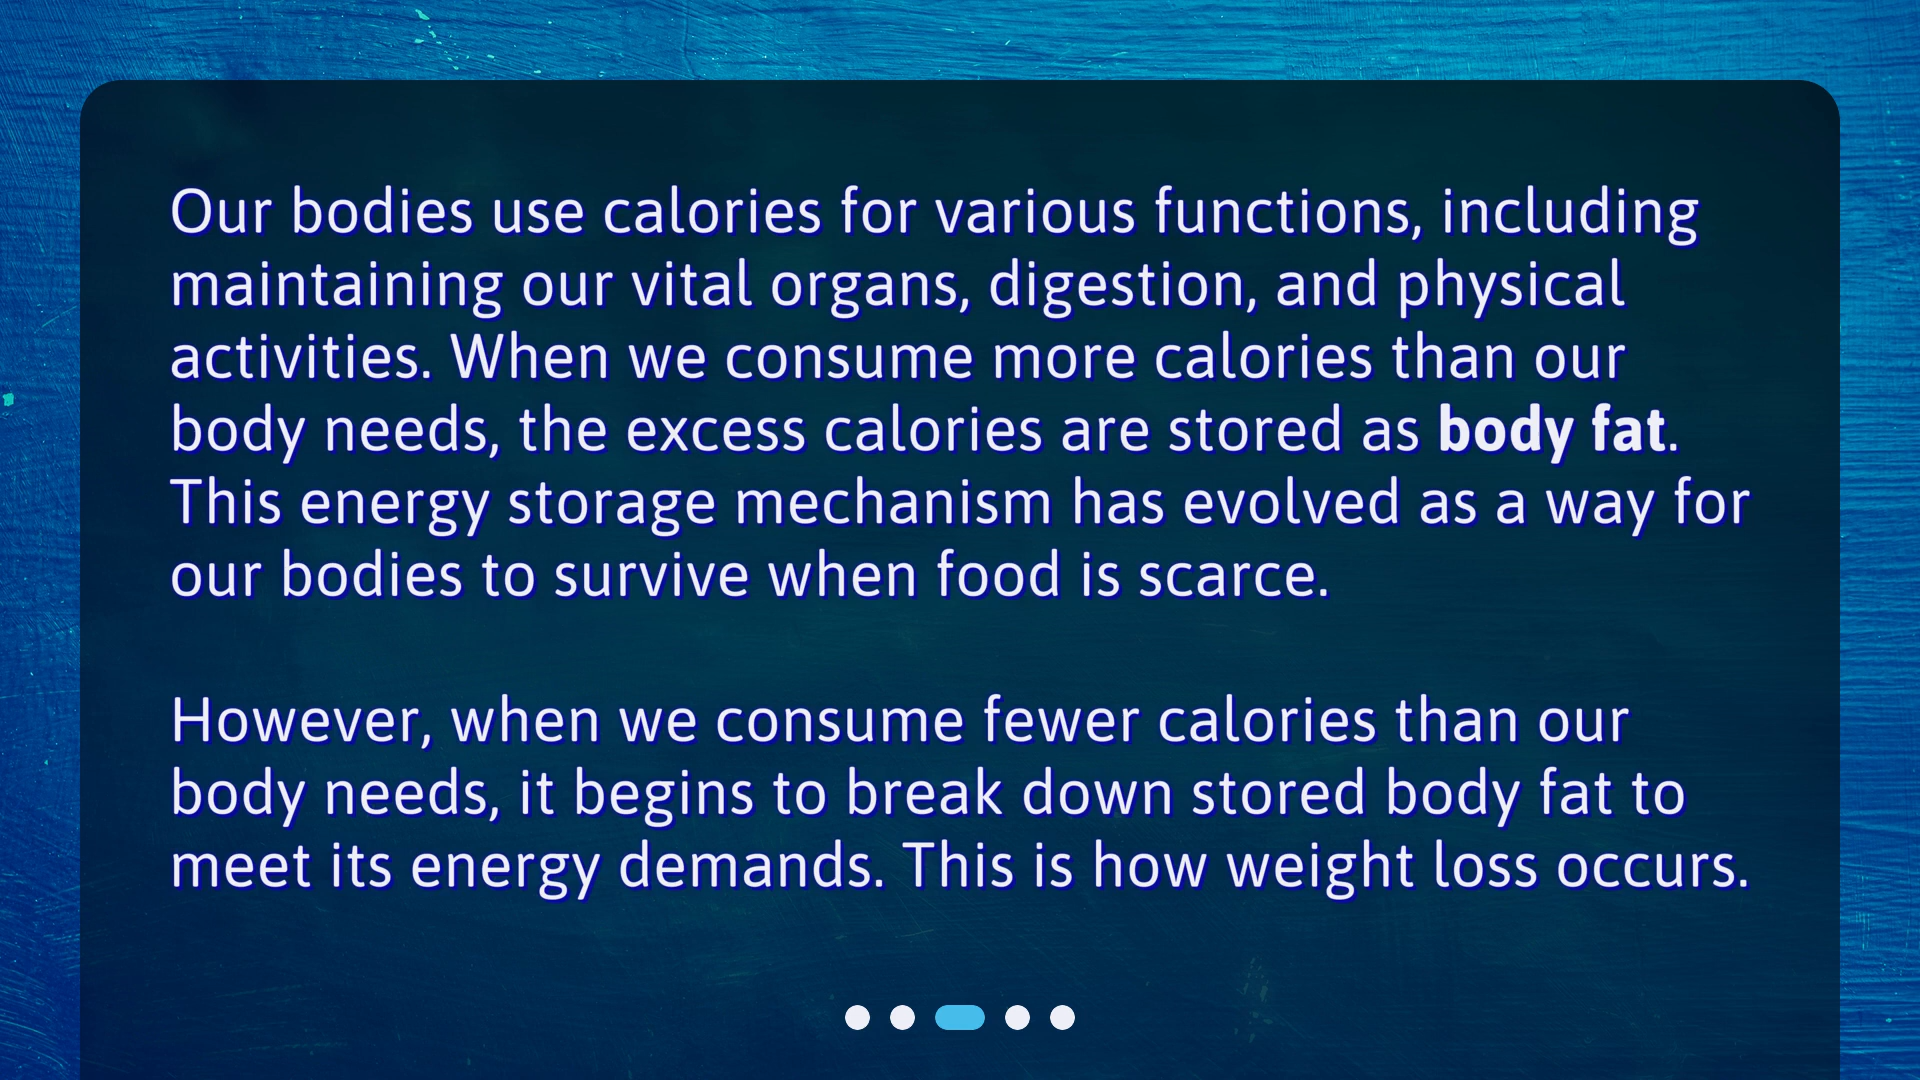 Our bodies use calories for various functions, including
maintaining our vital organs, digestion, and physical
activities. When we consume more calories than our
body needs, the excess calories are stored as body fat.
This energy storage mechanism has evolved as a way for
our bodies to survive when food is scarce.
However, when we consume fewer calories than our
body needs, it begins to break down stored body fat to
meet its energy demands. This is how weight loss occurs.